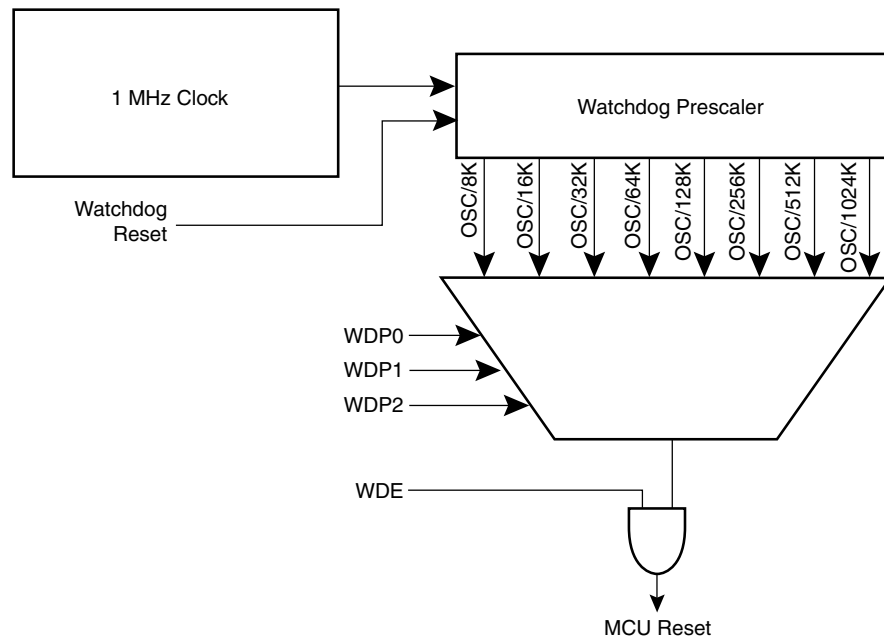 1 MHz Clock
Watchdog Prescaler
Watchdog
Reset
OSC/8K
OSC/16K
OSC/32K
OSC/64K
OSC/128K
OSC/256K
OSC/512K
OSC/1024K
WDP0
WDP1
WDP2
WDE
MCU Reset